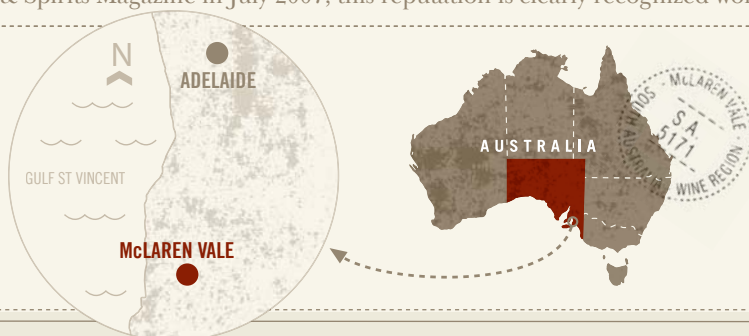 & Spirits Magazine in July 2007, this reputation is clearly recognized
N
ADELAIDE
GULF ST VINCENT
McLAREN VALE
AUSTRALIA
McLAREN VALE
S.A.
5171
WINE REGION